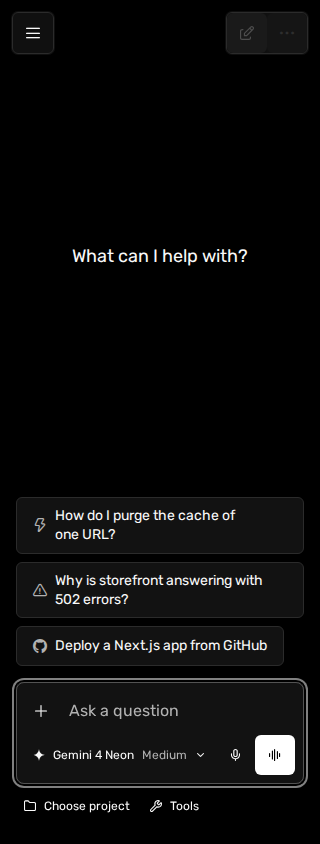 What can I help with?
How do I purge the cache of
one URL?
Why is storefront answering with
502 errors?
Deploy a Next.js app from GitHub
Ask a question
Gemini 4 Neon Medium
Choose project Tools